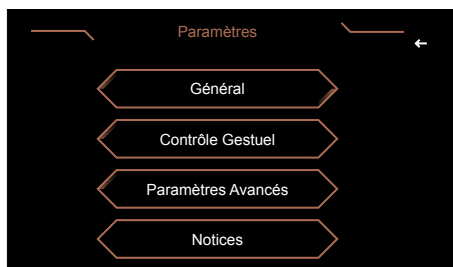 Paramètres
Général
Contrôle Gestuel
Paramètres Avancés
Notices